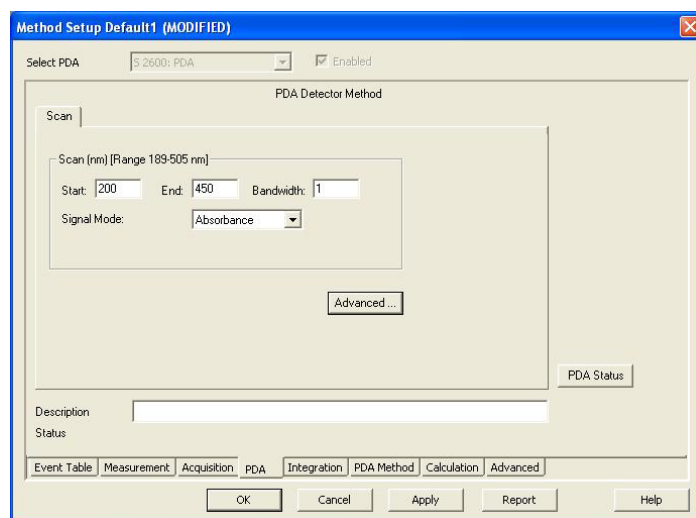 Method Setup Default1 (MODIFIED)
Select PDA S 2600: PDA Enabled
PDA Detector Method
Scan
Scan (nm) [Range 189-505 nm]
Start: 200 End: 450 Bandwidth: 1
Signal Mode: Absorbance
Advanced ...
PDA Status
Description
Status
Event Table Measurement Acquisition PDA Integration PDA Method Calculation Advanced
OK Cancel Apply Report Help